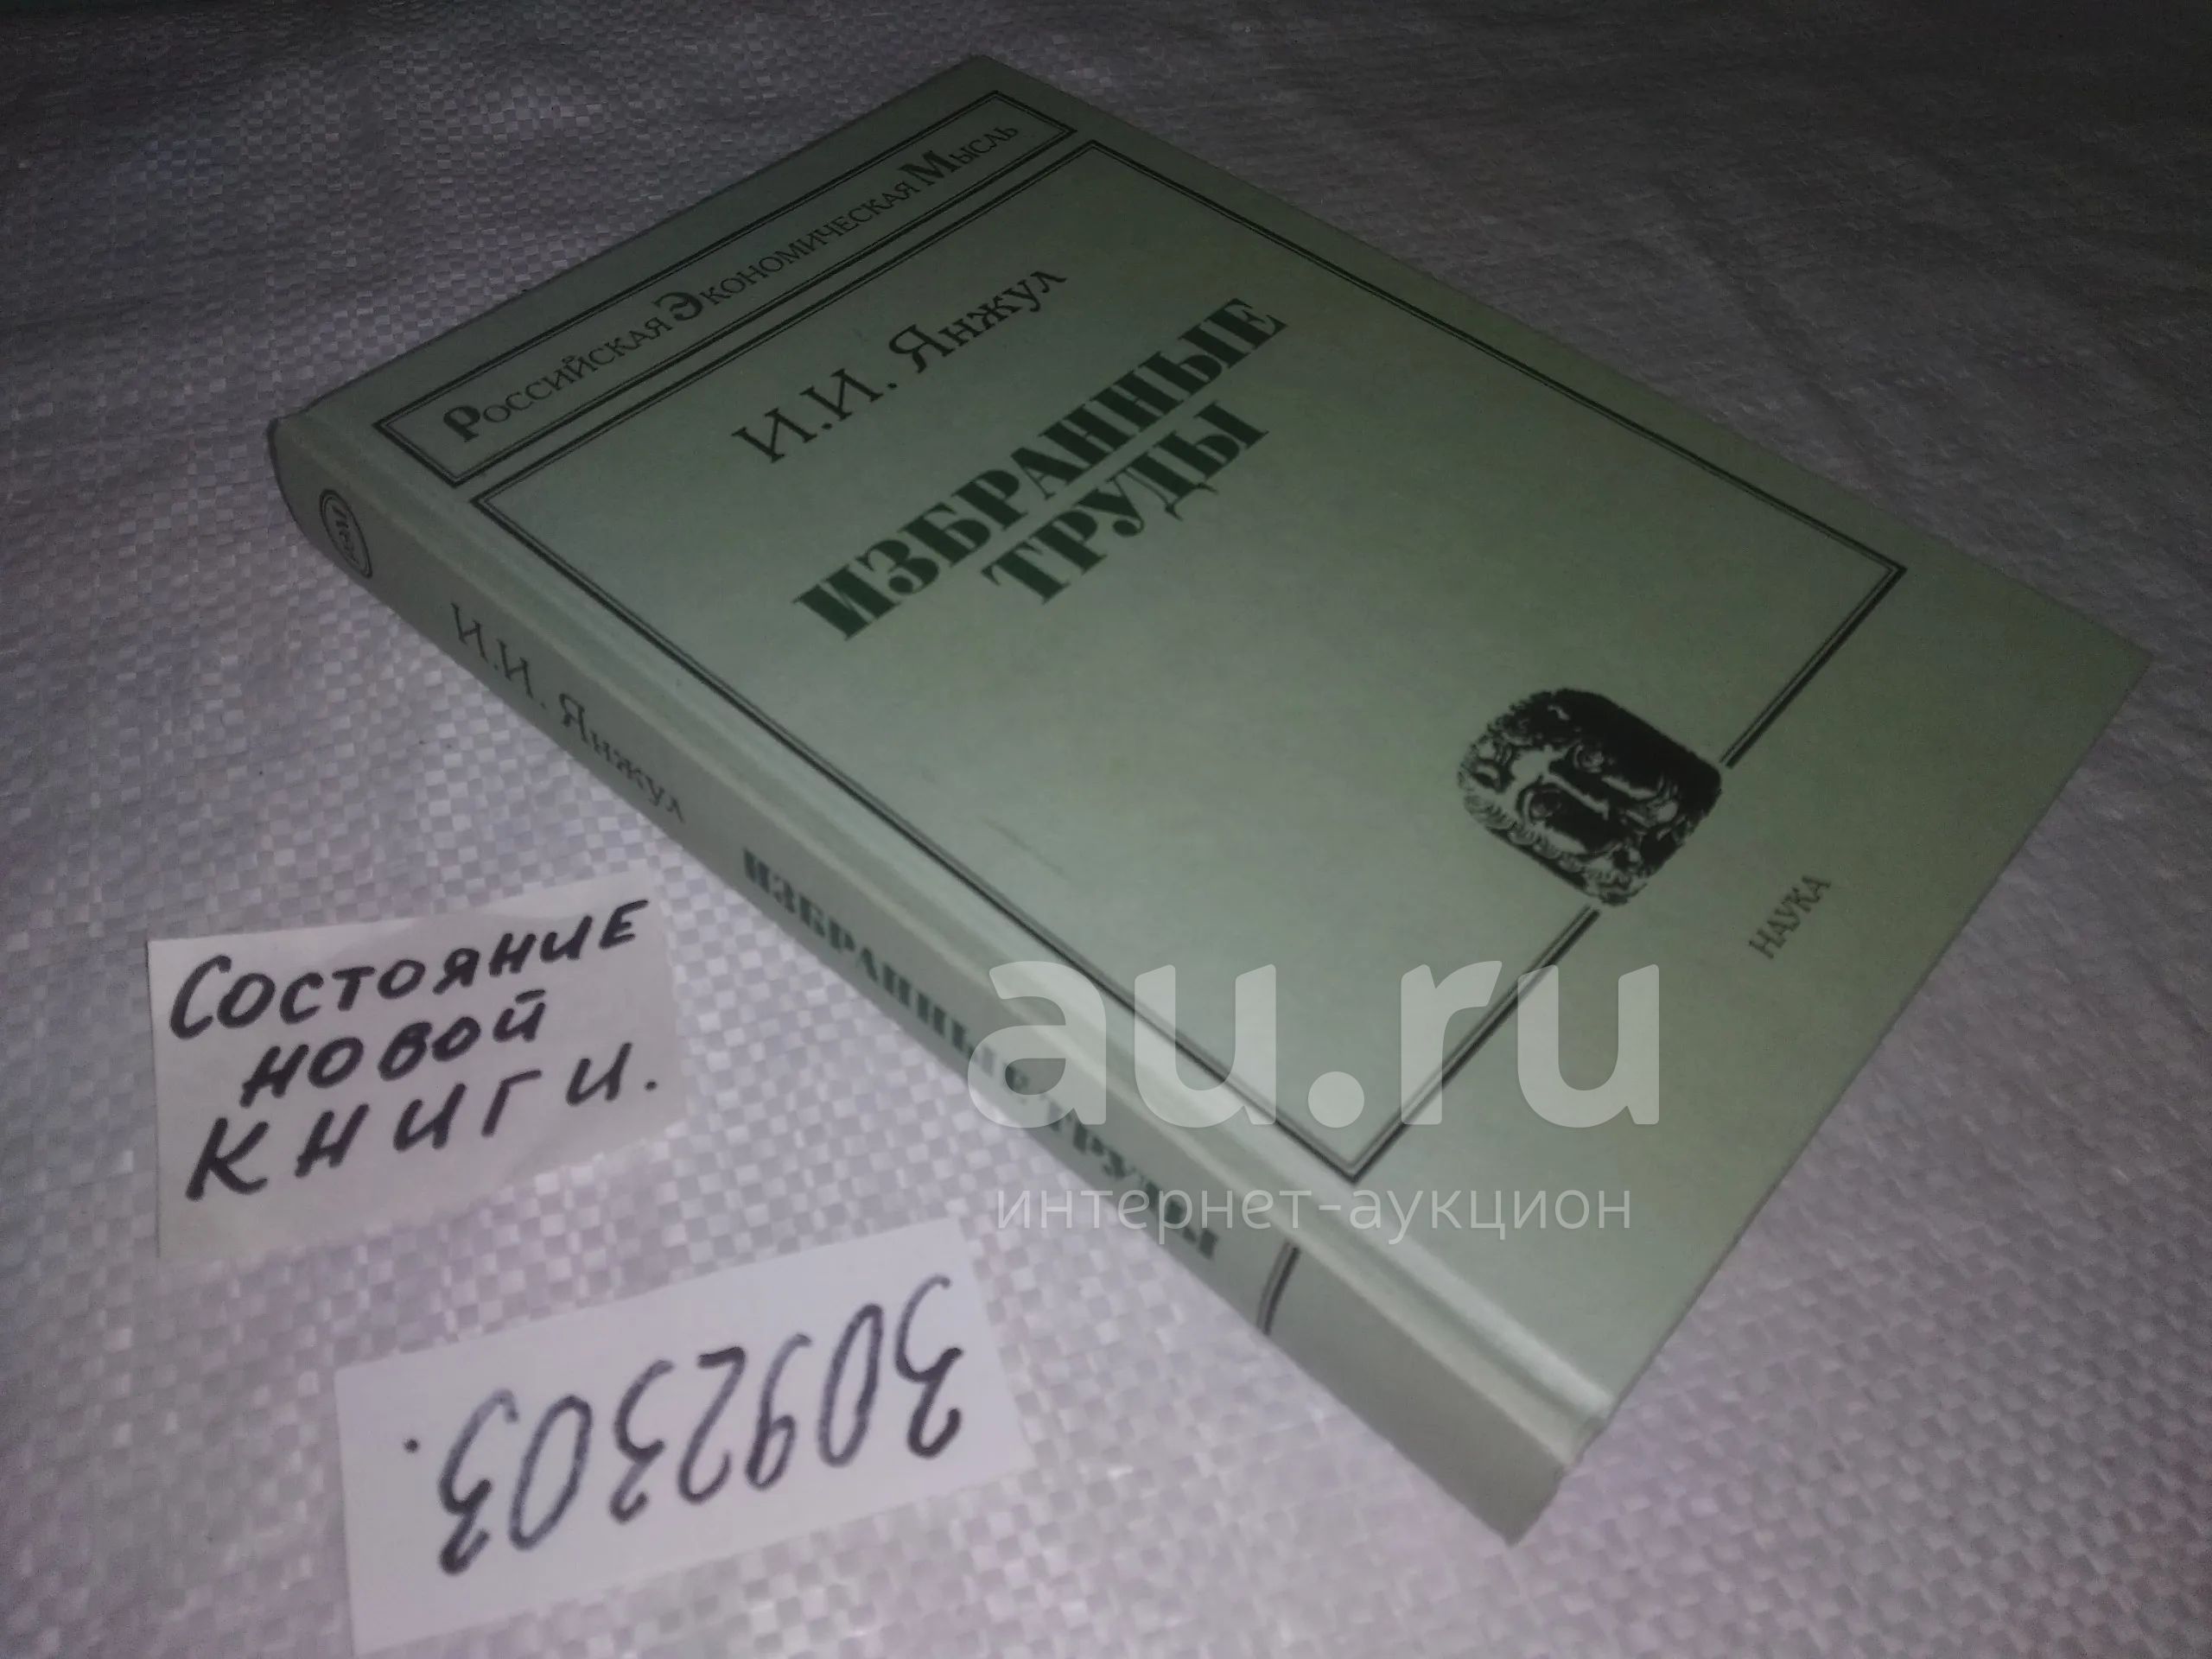 Российская Экономическая Мысль
И.И. Янжул
ИЗБРАННЫЕ
ТРУДЫ
НАУКА
И.И. Янжул
ИЗБРАННЫЕ ТРУДЫ
Состояние
новой
книги.
3092303.
au.ru
интернет-аукцион